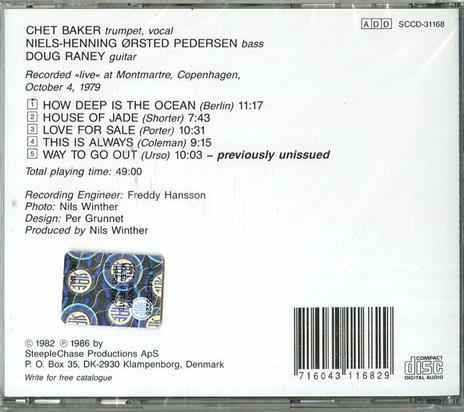 CHET BAKER trumpet, vocal
NIELS-HENNING ØRSTED PEDERSEN bass
DOUG RANEY guitar
A D D SCCD-31168
Recorded »live« at Montmartre, Copenhagen,
October 4, 1979
1 HOW DEEP IS THE OCEAN (Berlin) 11:17
2 HOUSE OF JADE (Shorter) 7:43
3 LOVE FOR SALE (Porter) 10:31
4 THIS IS ALWAYS (Coleman) 9:15
5 WAY TO GO OUT (Urso) 10:03 – previously unissued
Total playing time: 49:00
Recording Engineer: Freddy Hansson
Photo: Nils Winther
Design: Per Grunnet
Produced by Nils Winther
© 1982 ℗ 1986 by
SteepleChase Productions ApS
P. O. Box 35, DK-2930 Klampenborg, Denmark
Write for free catalogue
716043 116829
COMPACT
disc
DIGITAL AUDIO